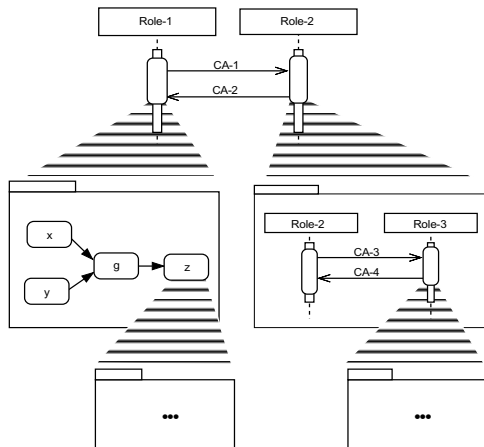 Role-1
Role-2
CA-1
CA-2
x
y
g
z
Role-2
Role-3
CA-3
CA-4
•••
•••